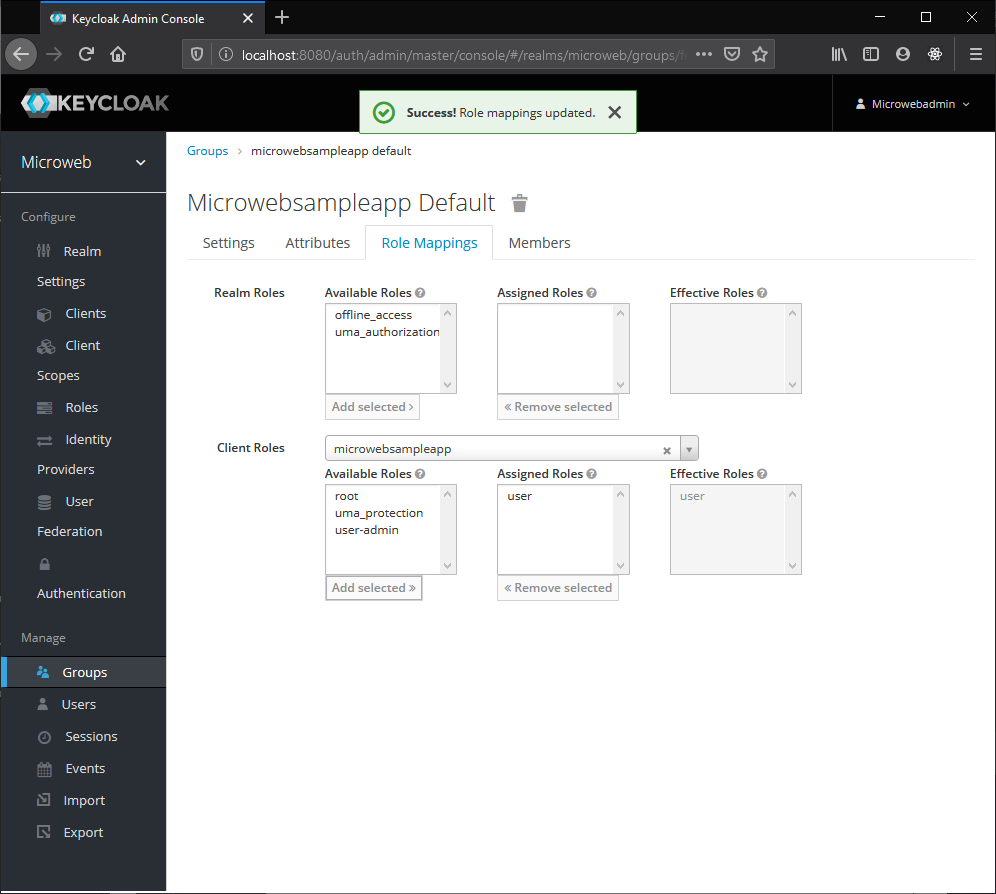 Keycloak Admin Console
localhost:8080/auth/admin/master/console/#/realms/microweb/groups/
KEYCLOAK
Success! Role mappings updated.
Microwebadmin
Microweb
Configure
Realm
Settings
Clients
Client
Scopes
Roles
Identity
Providers
User
Federation
Authentication
Manage
Groups
Users
Sessions
Events
Import
Export
Groups > microwebsampleapp default
Microwebsampleapp Default
Settings Attributes Role Mappings Members
Realm Roles
Available Roles
offline_access
uma_authorization
Add selected >
Assigned Roles
« Remove selected
Effective Roles
Client Roles
microwebsampleapp
Available Roles
root
uma_protection
user-admin
Add selected »
Assigned Roles
user
« Remove selected
Effective Roles
user